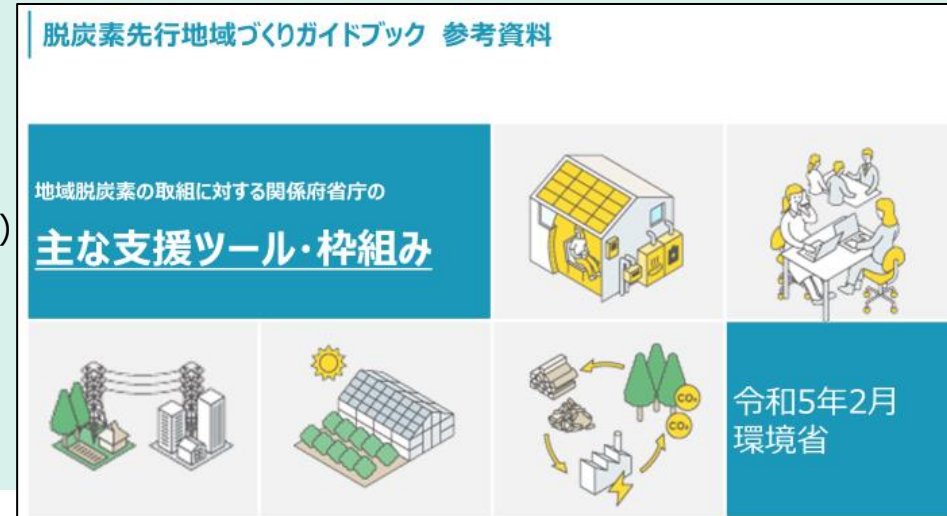 脱炭素先行地域づくりガイドブック 参考資料
地域脱炭素の取組に対する関係府省庁の
)
主な支援ツール・枠組み
CO₂
CO₂
令和5年2月
環境省